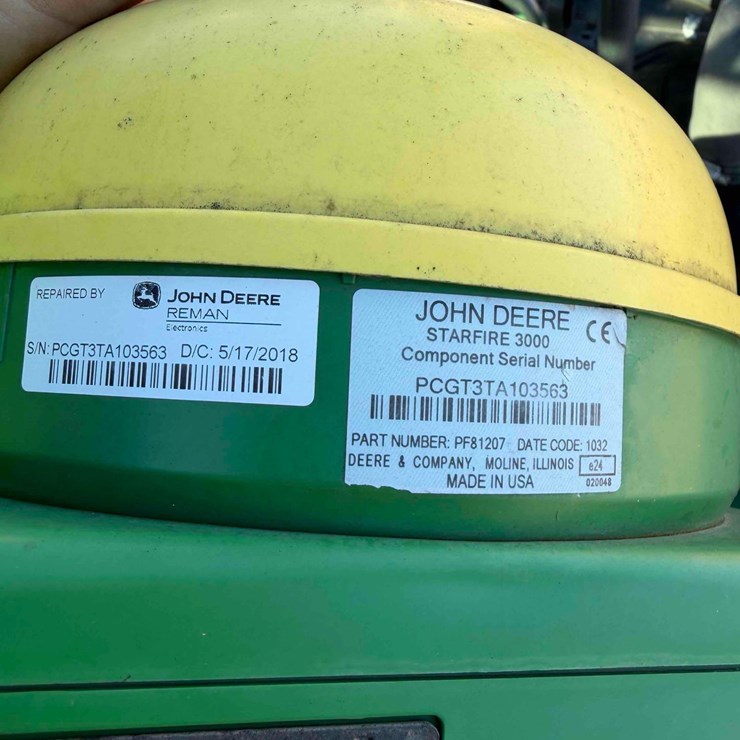 REPAIRED BY
JOHN DEERE
REMAN
Electronics
S/N: PCGT3TA103563 D/C: 5/17/2018
JOHN DEERE CE
STARFIRE 3000
Component Serial Number
PCGT3TA103563
PART NUMBER: PF81207 DATE CODE: 1032
DEERE & COMPANY, MOLINE, ILLINOIS e24
MADE IN USA 020048